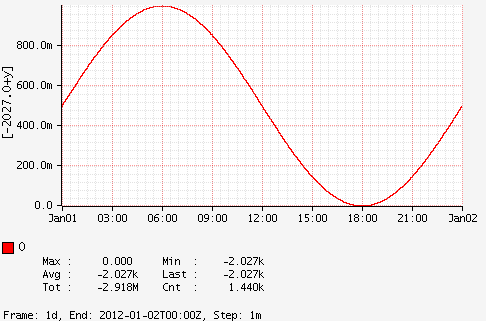 800.0m
600.0m
400.0m
200.0m
0.0
[-2027.0+y]
Jan01 03:00 06:00 09:00 12:00 15:00 18:00 21:00 Jan02
0
Max : 0.000 Min : -2.027k
Avg : -2.027k Last : -2.027k
Tot : -2.918M Cnt : 1.440k
Frame: 1d, End: 2012-01-02T00:00Z, Step: 1m